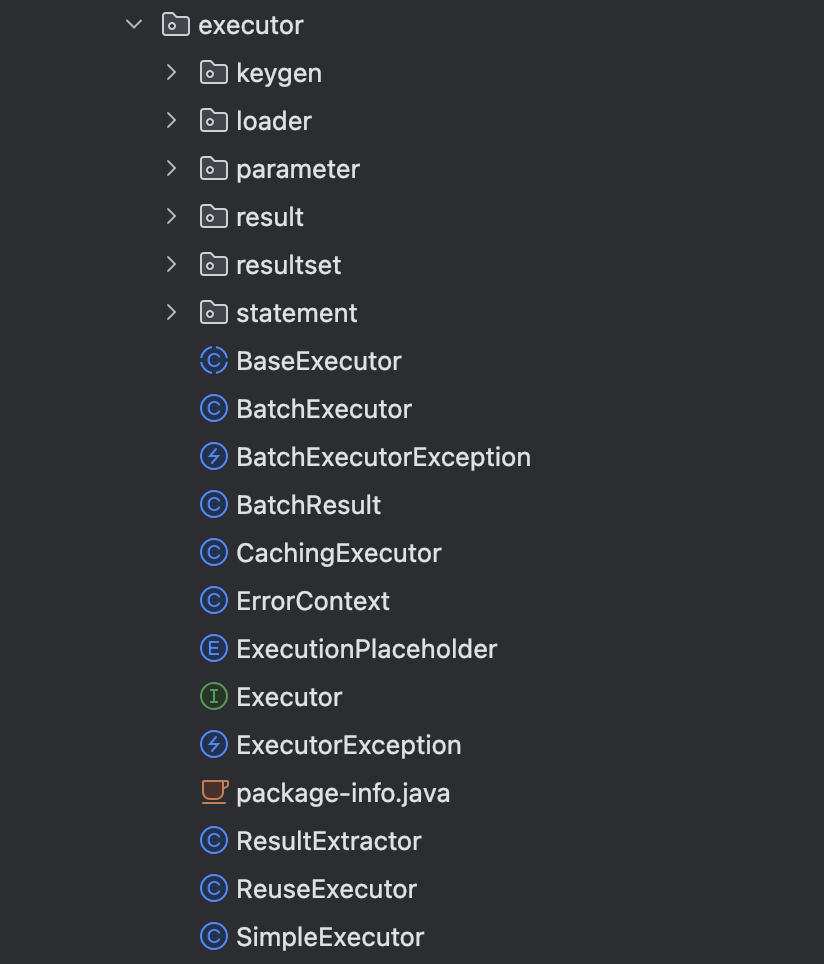 executor
keygen
loader
parameter
result
resultset
statement
BaseExecutor
BatchExecutor
BatchExecutorException
BatchResult
CachingExecutor
ErrorContext
ExecutionPlaceholder
Executor
ExecutorException
package-info.java
ResultExtractor
ReuseExecutor
SimpleExecutor